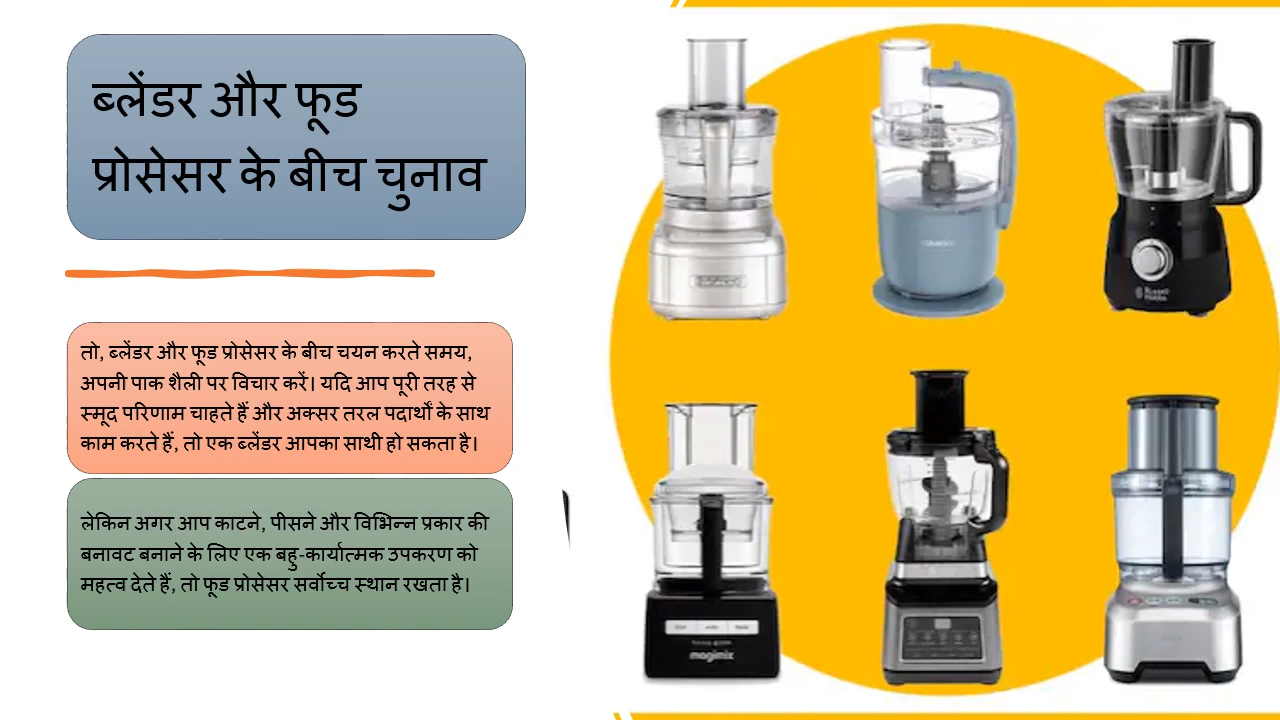 ब्लेंडर और फूड
प्रोसेसर के बीच चुनाव
तो, ब्लेंडर और फूड प्रोसेसर के बीच चयन करते समय,
अपनी पाक शैली पर विचार करें। यदि आप पूरी तरह से
स्मूद परिणाम चाहते हैं और अक्सर तरल पदार्थों के साथ
काम करते हैं, तो एक ब्लेंडर आपका साथी हो सकता है।
लेकिन अगर आप काटने, पीसने और विभिन्न प्रकार की
बनावट बनाने के लिए एक बहु-कार्यात्मक उपकरण को
महत्व देते हैं, तो फूड प्रोसेसर सर्वोच्च स्थान रखता है।
Russell
Hobbs
magimix